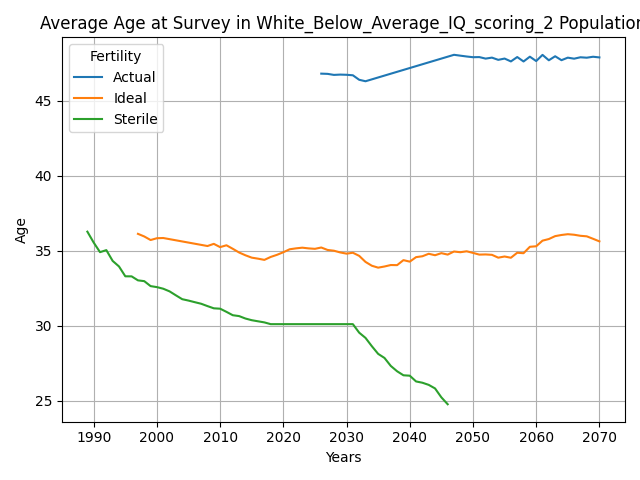 Average Age at Survey in White_Below_Average_IQ_scoring_2 Population
Fertility
Actual
Ideal
Sterile
45
40
35
30
25
Age
1990 2000 2010 2020 2030 2040 2050 2060 2070
Years